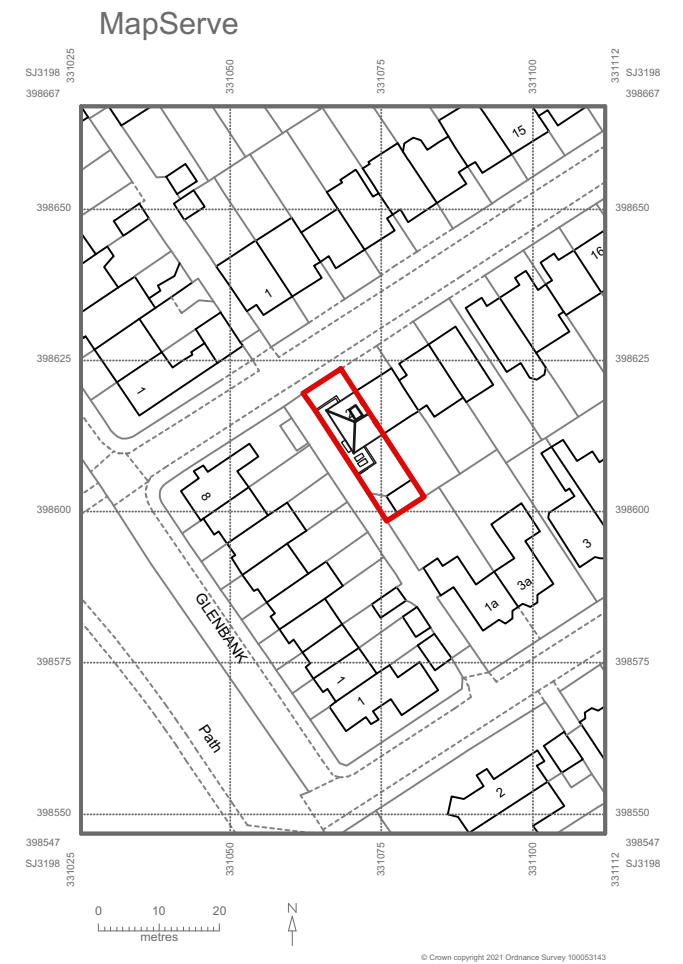 MapServe
331025
331050
331075
331100
331112
SJ3198
SJ3198
398667
398667
15
398650
398650
16
1
398625
398625
1
2
8
398600
398600
3
3a
1a
GLENBANK
398575
398575
1
1
Path
2
398550
398550
398547
398547
SJ3198
SJ3198
331025
331050
331075
331100
331112
0 10 20
metres
N
© Crown copyright 2021 Ordnance Survey 100053143